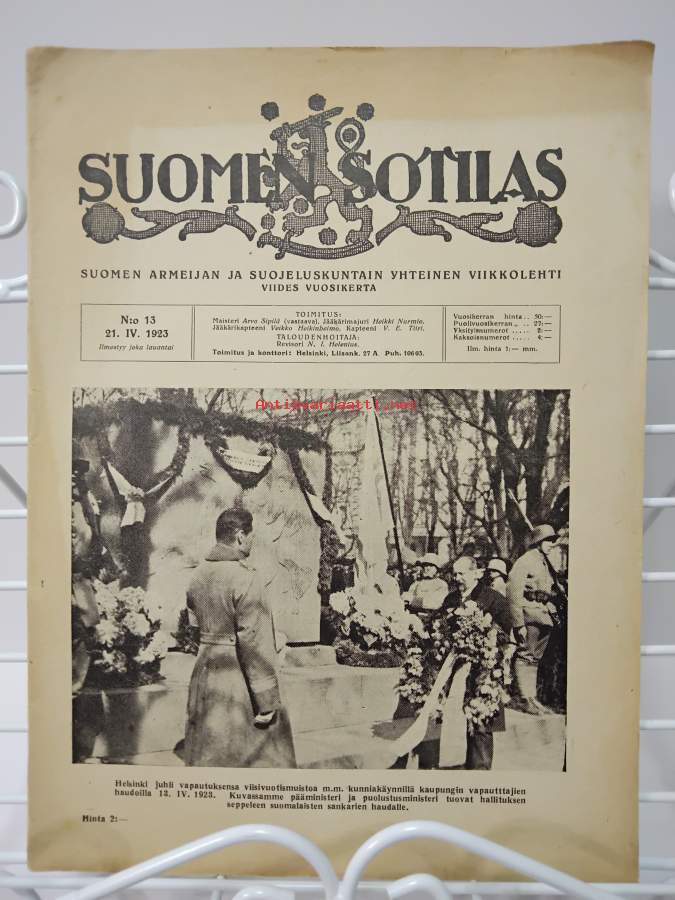 SUOMEN SOTILAS
SUOMEN ARMEIJAN JA SUOJELUSKUNTAIN YHTEINEN VIIKKOLEHTI
VIIDES VUOSIKERTA
N:o 13
21. IV. 1923
Ilmestyy joka lauantai
TOIMITUS:
Maisteri Arvo Sipilä (vastaava), Jääkärimajuri Heikki Nurmio,
Jääkärikapteeni Veikko Heikinheimo, Kapteeni V. E. Tiiri.
TALOUDENHOITAJA:
Revisori N. I. Helenius.
Toimitus ja konttori: Helsinki, Liisank. 27 A. Puh. 106 03.
Vuosikerran hinta .. 50:—
Puolivuosikerran „ .. 27:—
Yksityisnumerot ..... 2:—
Kaksoisnumerot ..... 4:—
Ilm. hinta 1:— mm.
Antikvariaatti.net
Helsinki juhli vapautuksensa viisivuotismuistoa m.m. kunniakäynnillä kaupungin vapautttajien
haudoilla 12. IV. 1923. Kuvassamme pääministeri ja puolustusministeri tuovat hallituksen
seppeleen suomalaisten sankarien haudalle.
Hinta 2:—